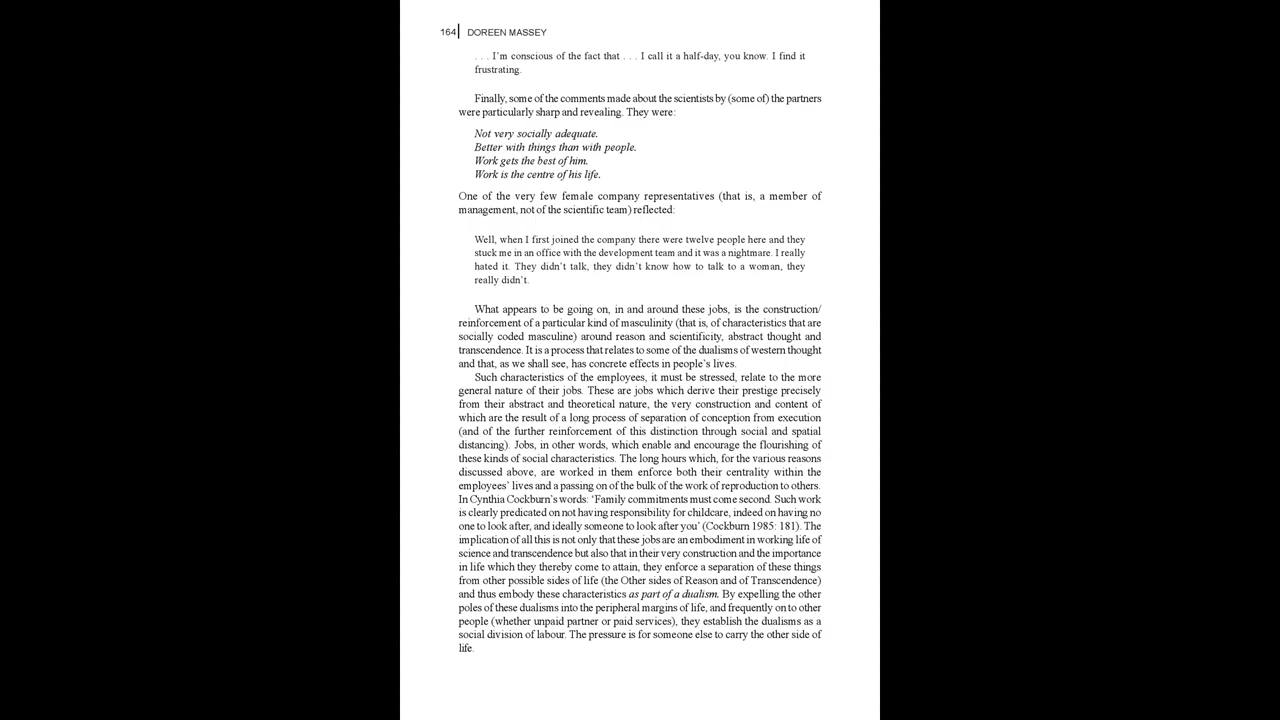 164 DOREEN MASSEY
. . . I'm conscious of the fact that . . . I call it a half-day, you know. I find it
frustrating.
Finally, some of the comments made about the scientists by (some of) the partners
were particularly sharp and revealing. They were:
Not very socially adequate.
Better with things than with people.
Work gets the best of him.
Work is the centre of his life.
One of the very few female company representatives (that is, a member of
management, not of the scientific team) reflected:
Well, when I first joined the company there were twelve people here and they
stuck me in an office with the development team and it was a nightmare. I really
hated it. They didn't talk, they didn't know how to talk to a woman, they
really didn't.
What appears to be going on, in and around these jobs, is the construction/
reinforcement of a particular kind of masculinity (that is, of characteristics that are
socially coded masculine) around reason and scientificity, abstract thought and
transcendence. It is a process that relates to some of the dualisms of western thought
and that, as we shall see, has concrete effects in people's lives.
Such characteristics of the employees, it must be stressed, relate to the more
general nature of their jobs. These are jobs which derive their prestige precisely
from their abstract and theoretical nature, the very construction and content of
which are the result of a long process of separation of conception from execution
(and of the further reinforcement of this distinction through social and spatial
distancing). Jobs, in other words, which enable and encourage the flourishing of
these kinds of social characteristics. The long hours which, for the various reasons
discussed above, are worked in them enforce both their centrality within the
employees' lives and a passing on of the bulk of the work of reproduction to others.
In Cynthia Cockburn's words: 'Family commitments must come second. Such work
is clearly predicated on not having responsibility for childcare, indeed on having no
one to look after, and ideally someone to look after you' (Cockburn 1985: 181). The
implication of all this is not only that these jobs are an embodiment in working life of
science and transcendence but also that in their very construction and the importance
in life which they thereby come to attain, they enforce a separation of these things
from other possible sides of life (the Other sides of Reason and of Transcendence)
and thus embody these characteristics as part of a dualism. By expelling the other
poles of these dualisms into the peripheral margins of life, and frequently on to other
people (whether unpaid partner or paid services), they establish the dualisms as a
social division of labour. The pressure is for someone else to carry the other side of
life.